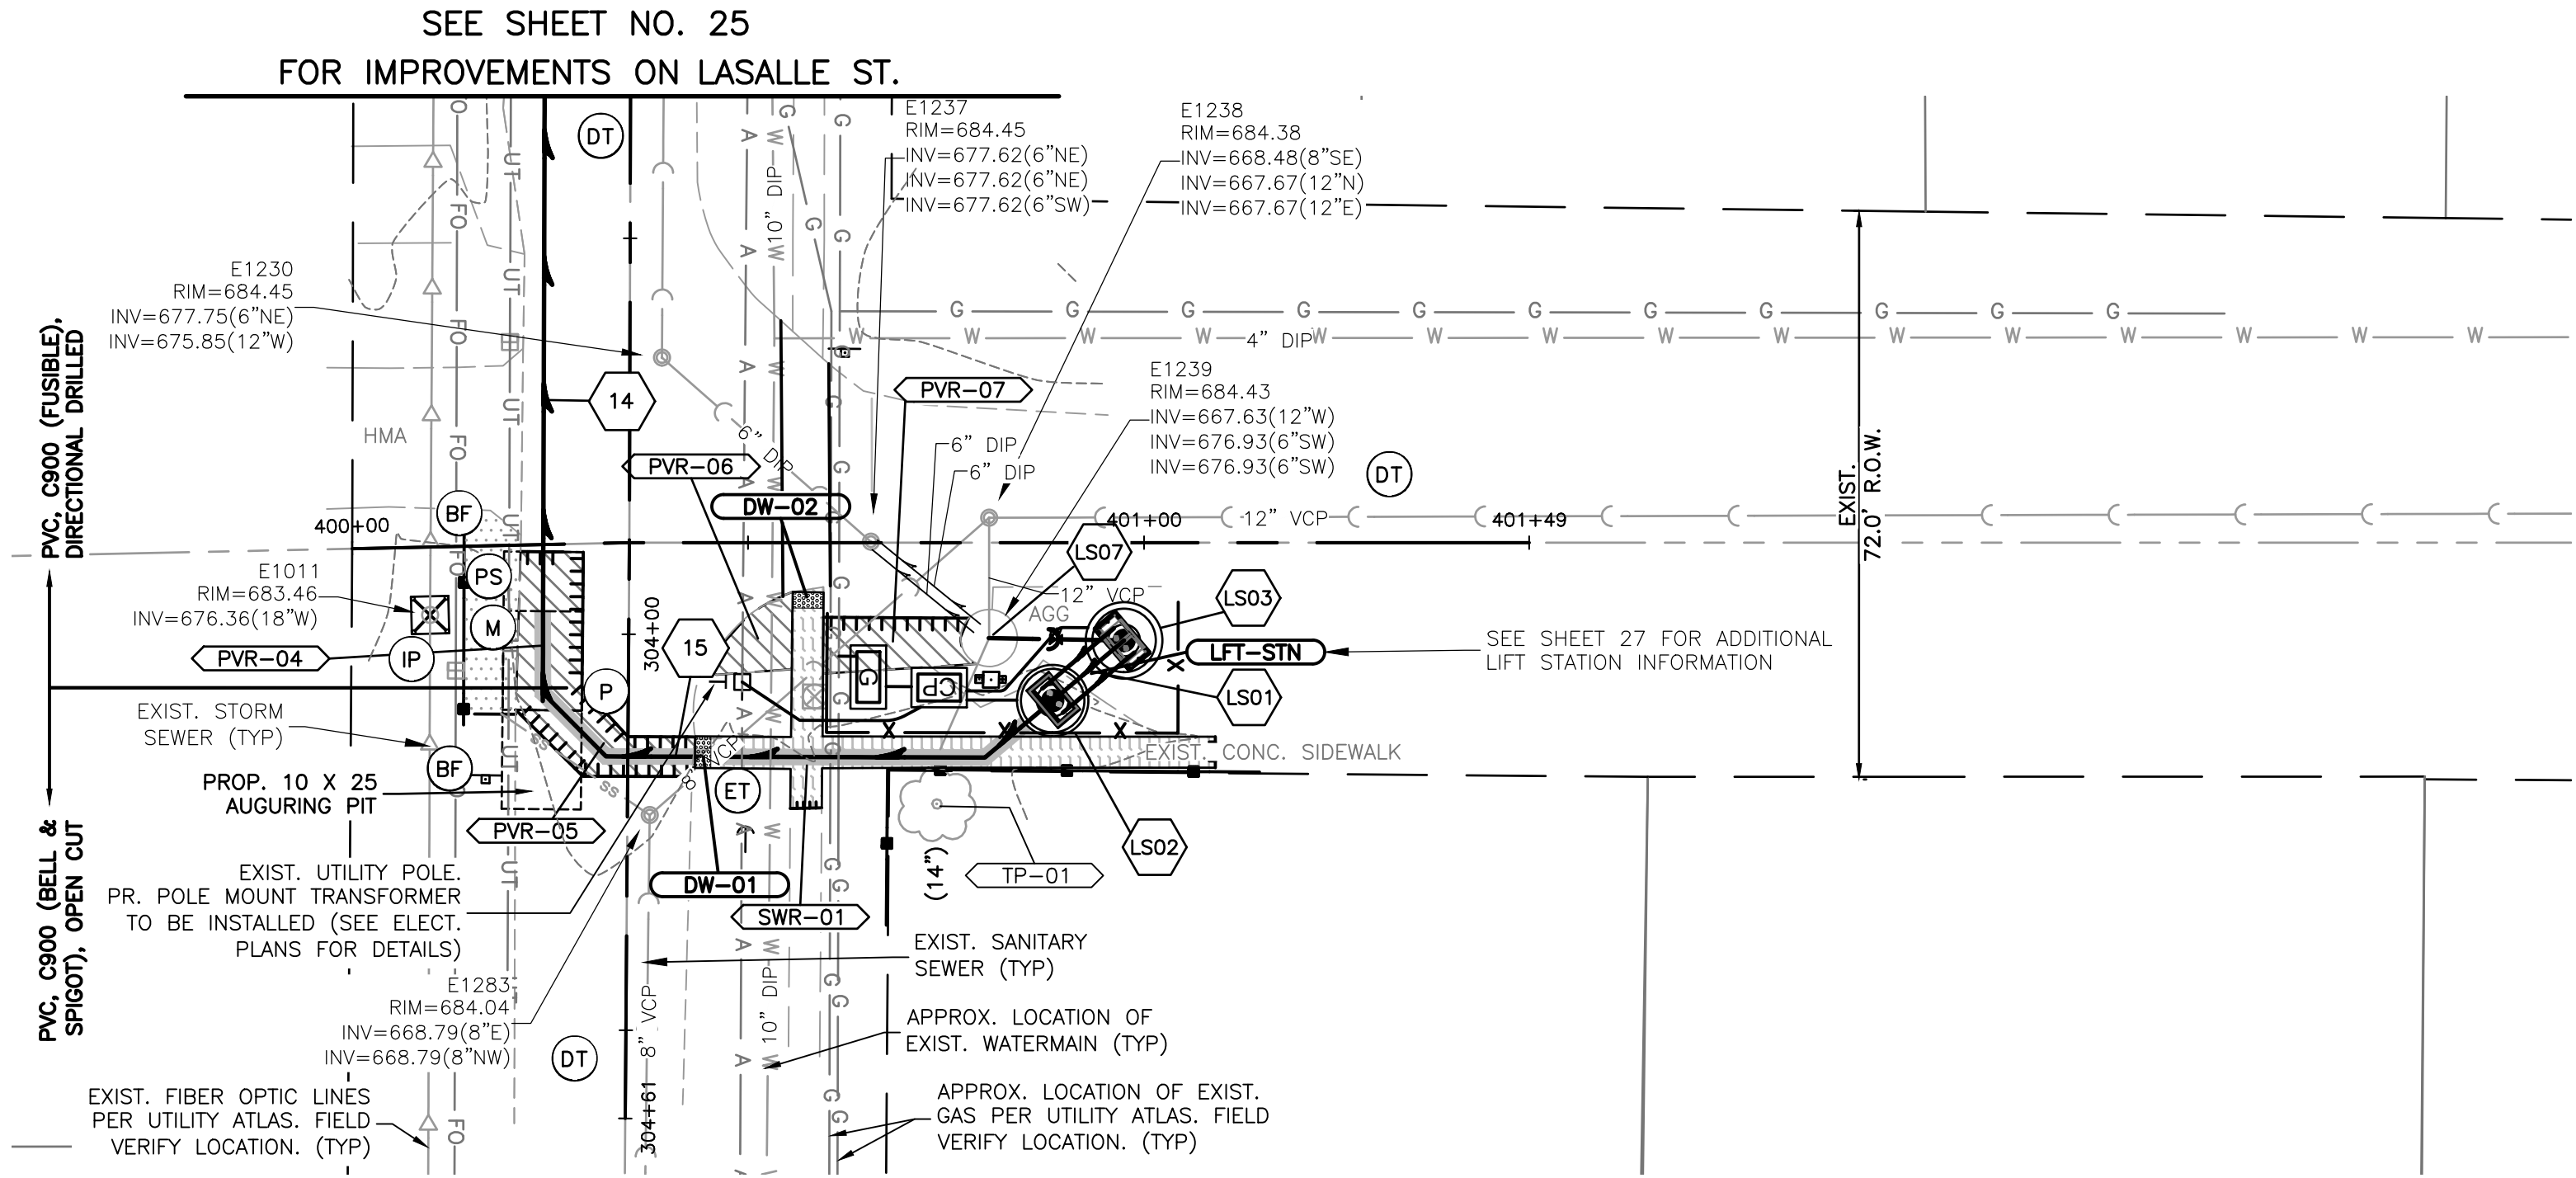 SEE SHEET NO. 25
FOR IMPROVEMENTS ON LASALLE ST.
E1237
RIM=684.45
INV=677.62(6"NE)
INV=677.62(6"NE)
INV=677.62(6"SW)
E1238
RIM=684.38
INV=668.48(8"SE)
INV=667.67(12"N)
INV=667.67(12"E)
DT
E1230
RIM=684.45
INV=677.75(6"NE)
INV=675.85(12"W)
10" DIP
4" DIP
PVC, C900 (FUSIBLE),
DIRECTIONAL DRILLED
14
HMA
PVR-07
E1239
RIM=684.43
INV=667.63(12"W)
INV=676.93(6"SW)
INV=676.93(6"SW)
6" DIP
6" DIP
6" DIP
PVR-06
DW-02
DT
EXIST.
72.0' R.O.W.
BF
400+00
401+00
12" VCP
401+49
LS07
PS
E1011
RIM=683.46
INV=676.36(18"W)
M
12" VCP
AGG
LS03
304+00
15
PVR-04
IP
P
G
CP
LFT-STN
SEE SHEET 27 FOR ADDITIONAL
LIFT STATION INFORMATION
LS01
EXIST. STORM
SEWER (TYP)
BF
SS
SS
8" VCP
EXIST. CONC. SIDEWALK
PROP. 10 X 25
AUGURING PIT
ET
PVR-05
LS02
PVC, C900 (BELL &
SPIGOT), OPEN CUT
EXIST. UTILITY POLE.
PR. POLE MOUNT TRANSFORMER
TO BE INSTALLED (SEE ELECT.
PLANS FOR DETAILS)
DW-01
SWR-01
(14")
TP-01
EXIST. SANITARY
SEWER (TYP)
E1283
RIM=684.04
INV=668.79(8"E)
INV=668.79(8"NW)
DT
8" VCP
10" DIP
304+61
APPROX. LOCATION OF
EXIST. WATERMAIN (TYP)
EXIST. FIBER OPTIC LINES
PER UTILITY ATLAS. FIELD
VERIFY LOCATION. (TYP)
APPROX. LOCATION OF EXIST.
GAS PER UTILITY ATLAS. FIELD
VERIFY LOCATION. (TYP)